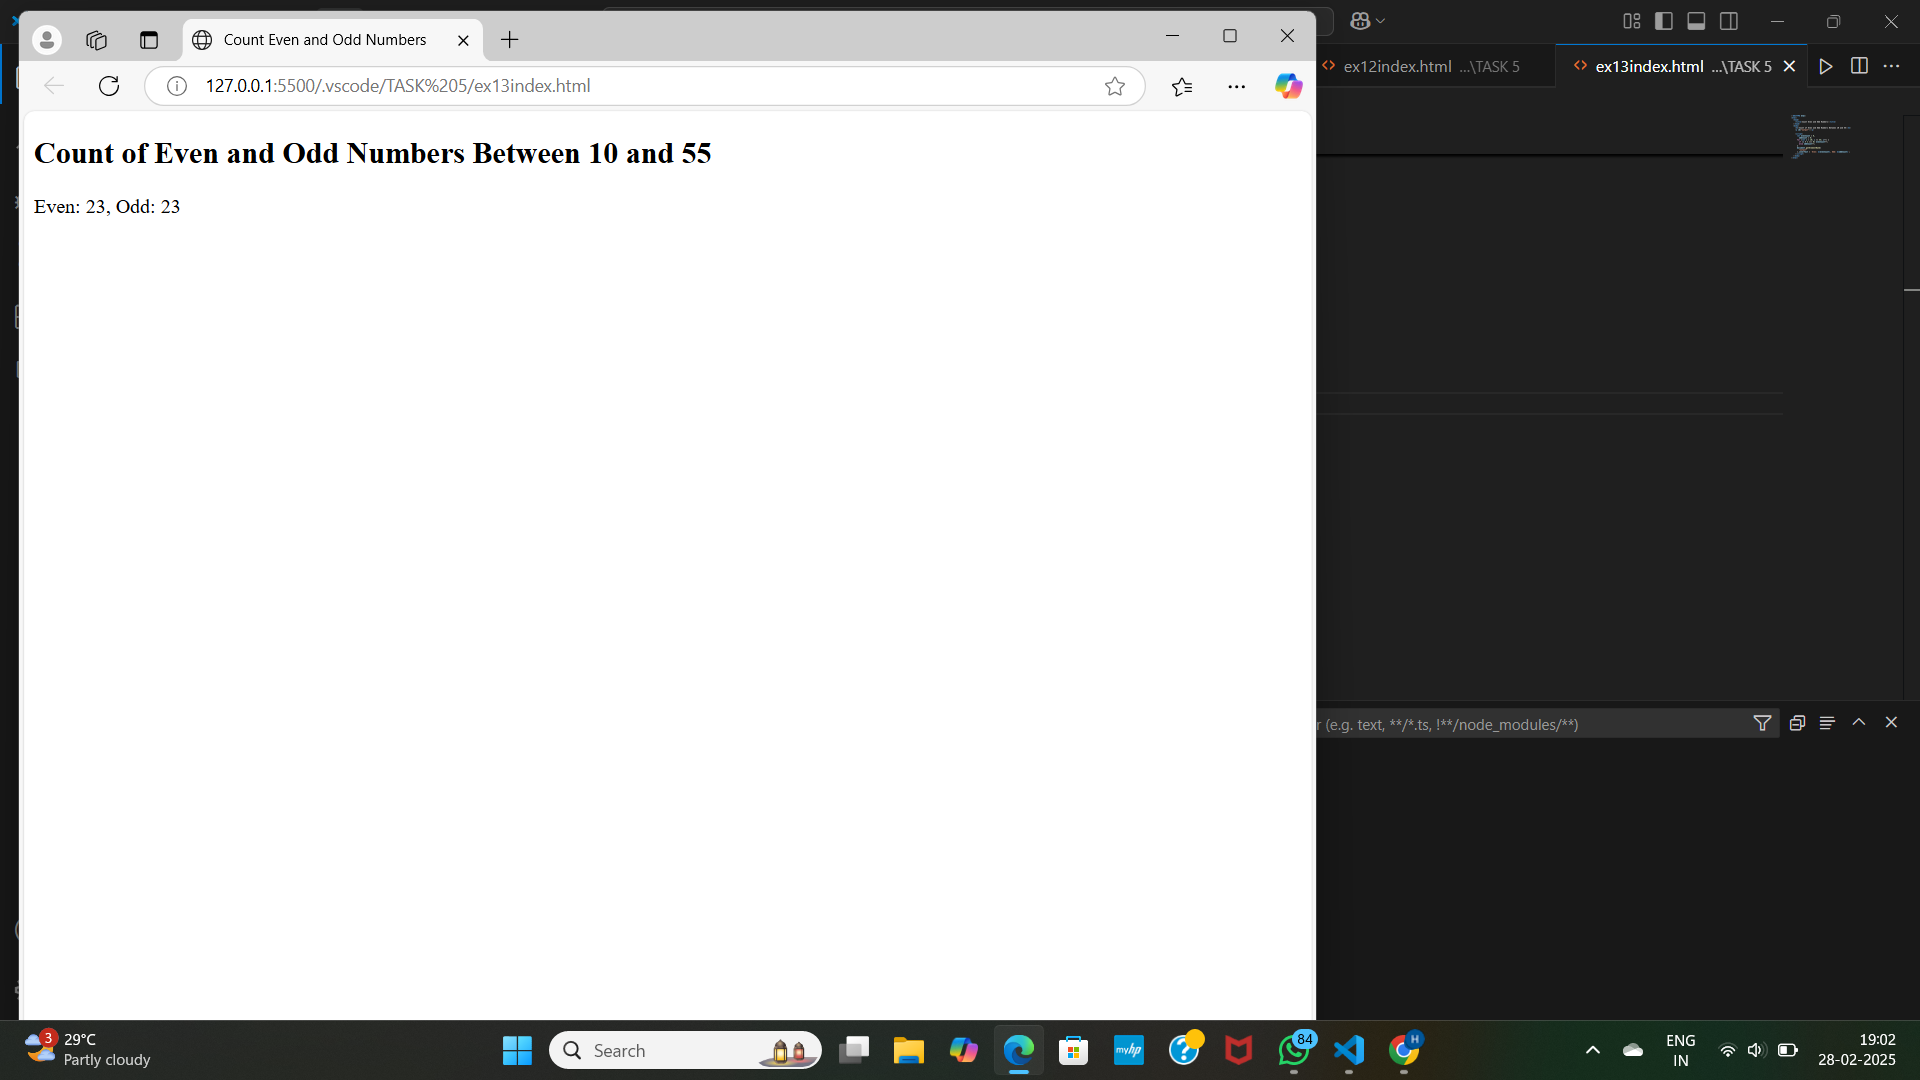 Count Even and Odd Numbers
127.0.0.1:5500/.vscode/TASK%205/ex13index.html
ex12index.html ...\TASK 5
ex13index.html ...\TASK 5
Count of Even and Odd Numbers Between 10 and 55
Even: 23, Odd: 23
r (e.g. text, **/*.ts, !**/node_modules/**)
3
29°C
Partly cloudy
Search
myhp
84
H
ENG
IN
19:02
28-02-2025